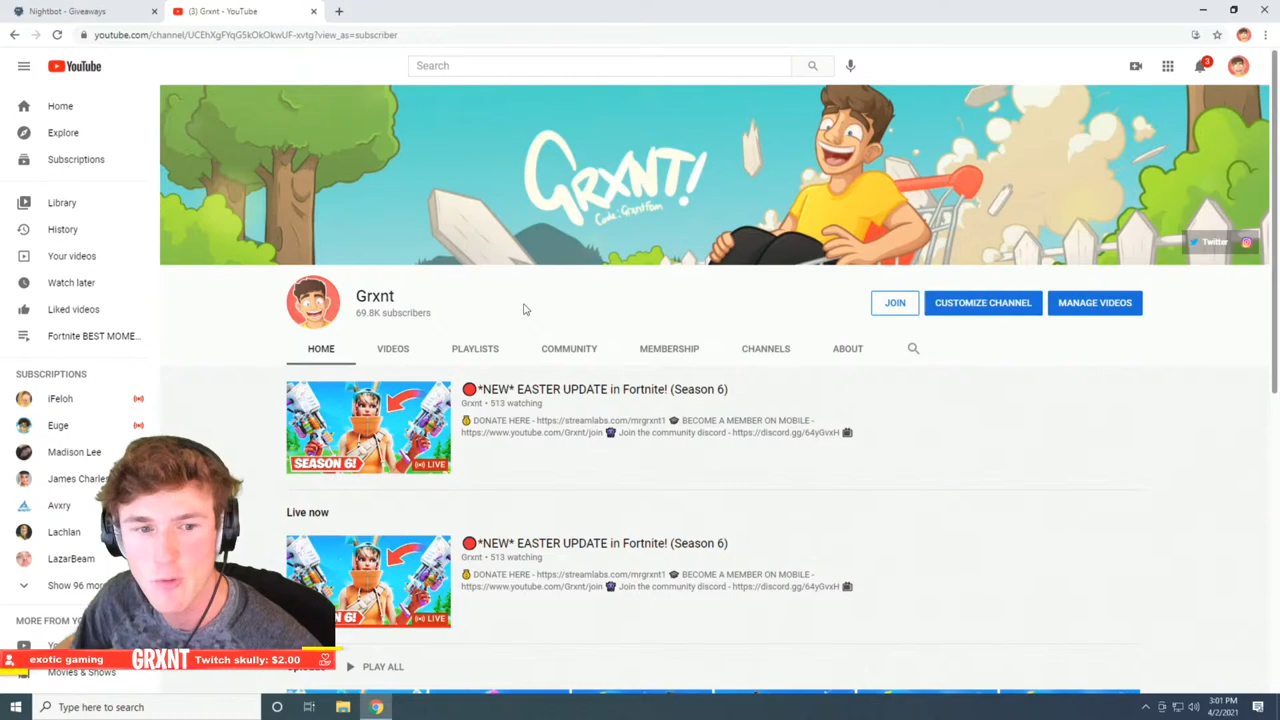 Nightbot - Giveaways
(3) Grxnt - YouTube
youtube.com/channel/UCEhXgFYqG5kOkOkwUF-xvtg?view_as=subscriber
YouTube
Search
3
Home
Explore
Subscriptions
Library
History
Your videos
Watch later
Liked videos
Fortnite BEST MOME...
SUBSCRIPTIONS
iFeloh
Euge
Madison Lee
James Charles
Avxry
Lachlan
LazarBeam
Show 96 more
MORE FROM YO
Movies & Shows
GRXNT!
Code: GrxntFam
Twitter
Grxnt
69.8K subscribers
JOIN
CUSTOMIZE CHANNEL
MANAGE VIDEOS
HOME
VIDEOS
PLAYLISTS
COMMUNITY
MEMBERSHIP
CHANNELS
ABOUT
SEASON 6!
LIVE
*NEW* EASTER UPDATE in Fortnite! (Season 6)
Grxnt • 513 watching
DONATE HERE - https://streamlabs.com/mrgrxnt1 BECOME A MEMBER ON MOBILE -
https://www.youtube.com/Grxnt/join Join the community discord - https://discord.gg/64yGvxH
Live now
6!
LIVE
*NEW* EASTER UPDATE in Fortnite! (Season 6)
Grxnt • 513 watching
DONATE HERE - https://streamlabs.com/mrgrxnt1 BECOME A MEMBER ON MOBILE -
https://www.youtube.com/Grxnt/join Join the community discord - https://discord.gg/64yGvxH
PLAY ALL
exotic gaming
GRXNT
Twitch skully: $2.00
Type here to search
3:01 PM
4/2/2021